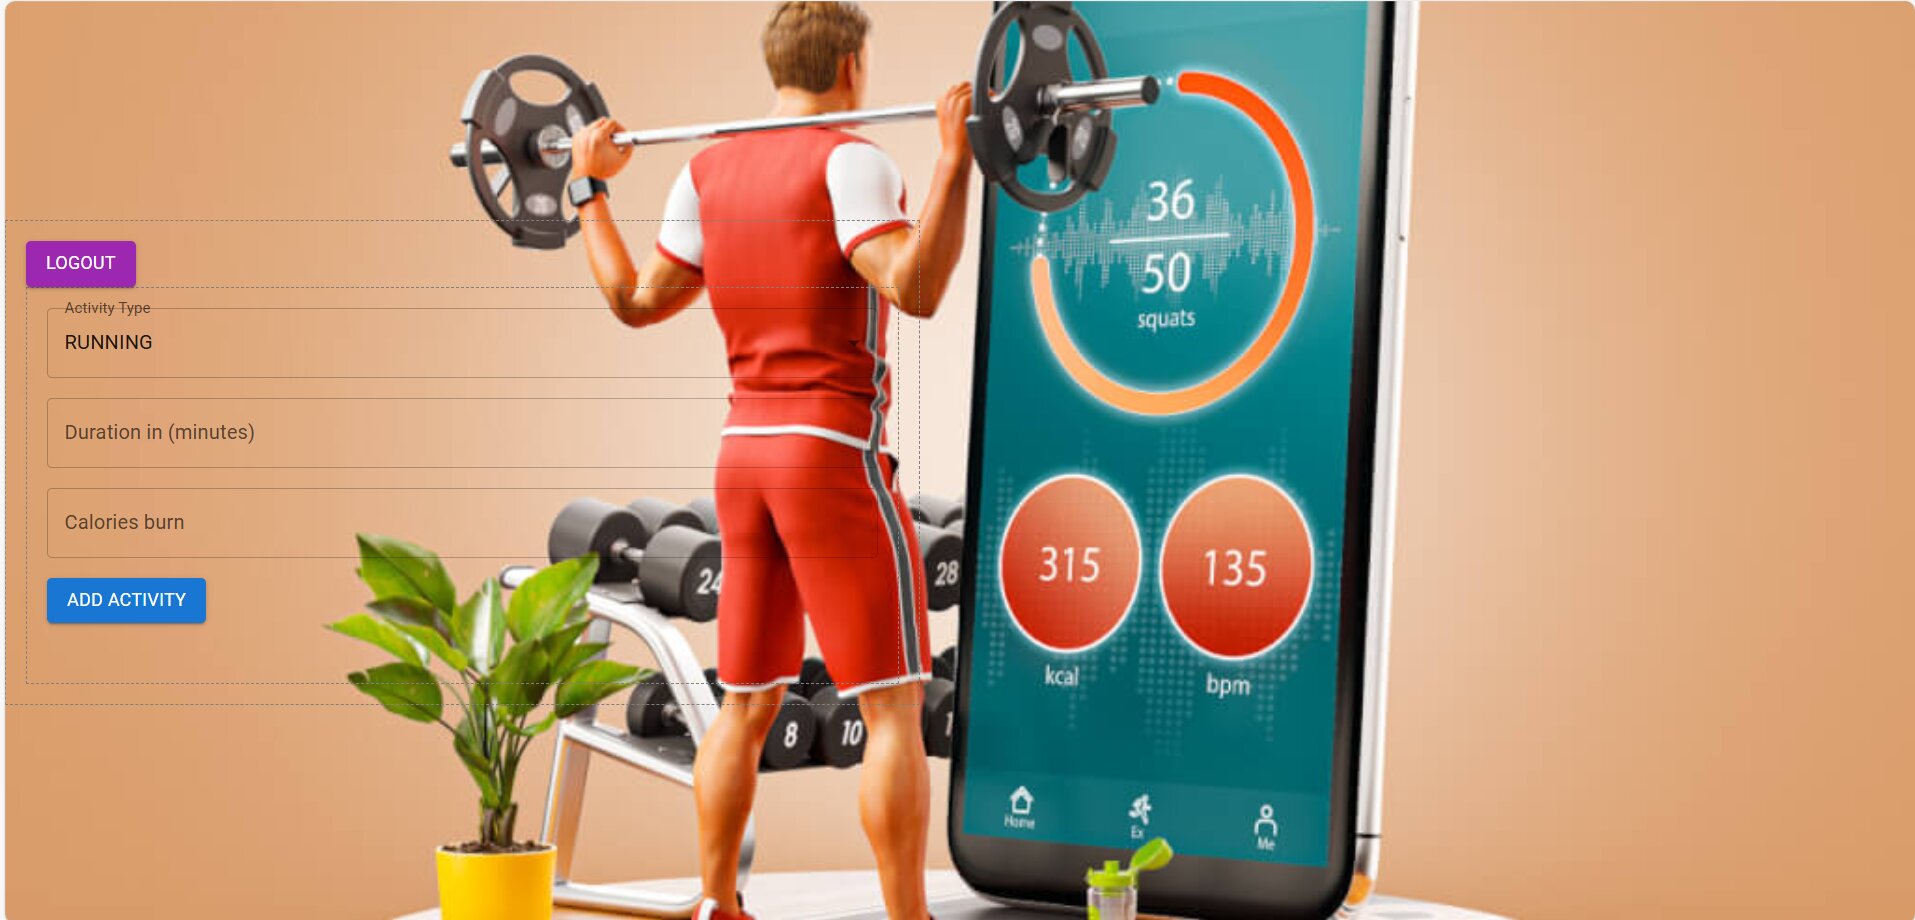 LOGOUT
Activity Type
RUNNING
Duration in (minutes)
Calories burn
ADD ACTIVITY
36
50
squats
315
kcal
135
bpm
Home
Ex
Me
24
28
8
10